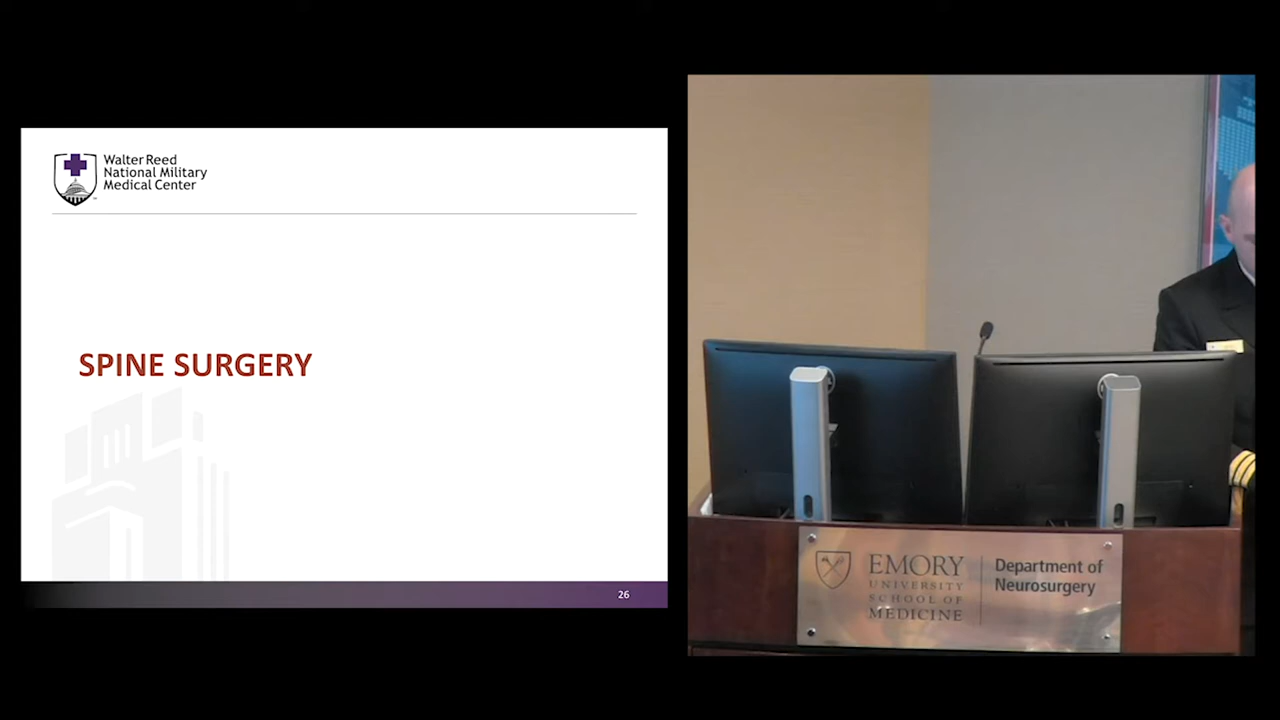 Walter Reed
National Military
Medical Center
SPINE SURGERY
26
EMORY
UNIVERSITY
SCHOOL OF
MEDICINE
Department of
Neurosurgery